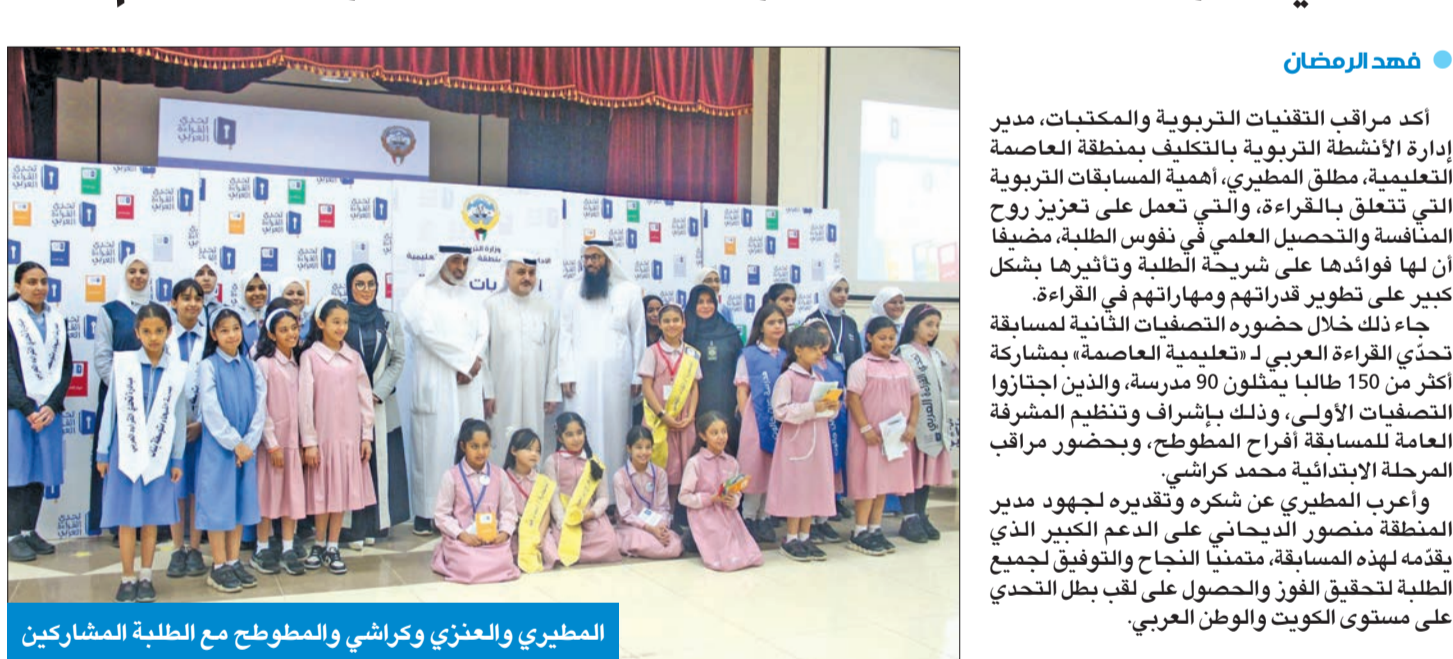 فهد الرمضان
أكد مراقب التقنيات التربوية والمكتبات، مدير
إدارة الأنشطة التربوية بالتكليف بمنطقة العاصمة
التعليمية، مطلق المطيري، أهمية المسابقات التربوية
التي تتعلق بالقراءة، والتي تعمل على تعزيز روح
المنافسة والتحصيل العلمي في نفوس الطلبة، مضيفا
أن لها فوائدها على شريحة الطلبة وتأثيرها بشكل
كبير على تطوير قدراتهم ومهاراتهم في القراءة.
جاء ذلك خلال حضوره التصفيات الثانية لمسابقة
تحدّي القراءة العربي لـ «تعليمية العاصمة» بمشاركة
أكثر من 150 طالبا يمثلون 90 مدرسة، والذين اجتازوا
التصفيات الأولى، وذلك بإشراف وتنظيم المشرفة
العامة للمسابقة أفراح المطوطح، وبحضور مراقب
المرحلة الابتدائية محمد كراشي.
وأعرب المطيري عن شكره وتقديره لجهود مدير
المنطقة منصور الديحاني على الدعم الكبير الذي
يقدّمه لهذه المسابقة، متمنيا النجاح والتوفيق لجميع
الطلبة لتحقيق الفوز والحصول على لقب بطل التحدي
على مستوى الكويت والوطن العربي.
تحدي
القراءة
العربي
وزارة التربية
المطيري والعنزي وكراشي والمطوطح مع الطلبة المشاركين